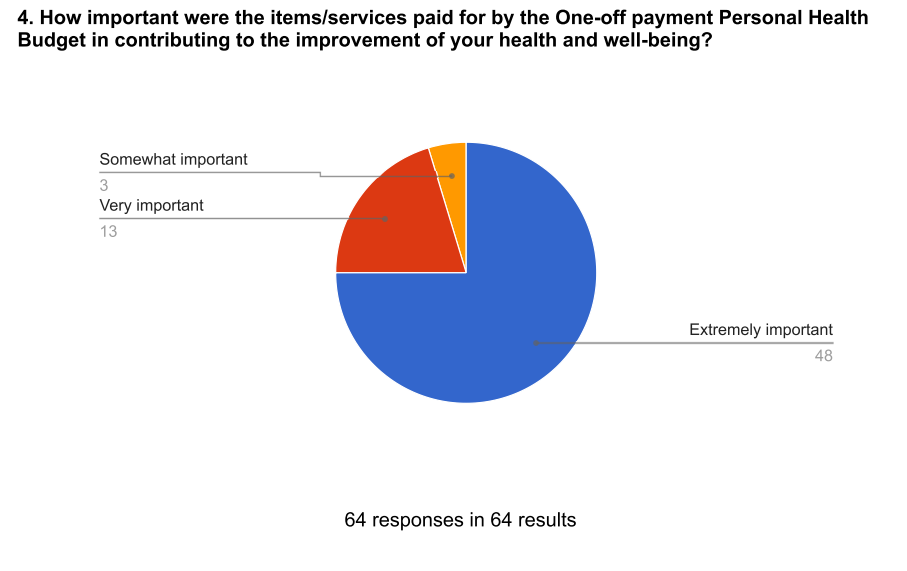 4. How important were the items/services paid for by the One-off payment Personal Health
Budget in contributing to the improvement of your health and well-being?
Somewhat important
3
Very important
13
Extremely important
48
64 responses in 64 results